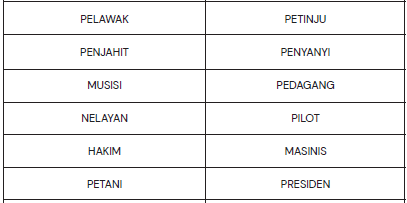 PELAWAK PETINJU
PENJAHIT PENYANYI
MUSISI PEDAGANG
NELAYAN PILOT
HAKIM MASINIS
PETANI PRESIDEN